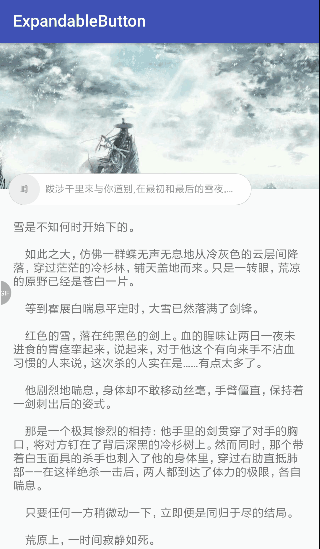 ExpandableButton
跋涉千里来与你道别,在最初和最后的雪夜,...
雪是不知何时开始下的。
如此之大，仿佛一群蝶无声无息地从冷灰色的云层间降
落，穿过茫茫的冷杉林，铺天盖地而来。只是一转眼，荒凉
的原野已经是苍白一片。
等到霍展白喘息平定时，大雪已然落满了剑锋。
红色的雪，落在纯黑色的剑上。血的腥味让两日一夜未
进食的胃痉挛起来，说起来，对于他这个有向来手不沾血
习惯的人来说，这次杀的人实在是……有点太多了。
他剧烈地喘息，身体却不敢移动丝毫，手臂僵直，保持着
一剑刺出后的姿式。
那是一个极其惨烈的相持：他手里的剑贯穿了对手的胸
口，将对方钉在了背后深黑的冷杉树上。然而同时，那个带
着白玉面具的杀手也刺入了他的身体里，穿过右肋直抵肺
部——在这样绝杀一击后，两人都到达了体力的极限，各自
喘息。
只要任何一方稍微动一下，立即便是同归于尽的结局。
荒原上，一时间寂静如死。